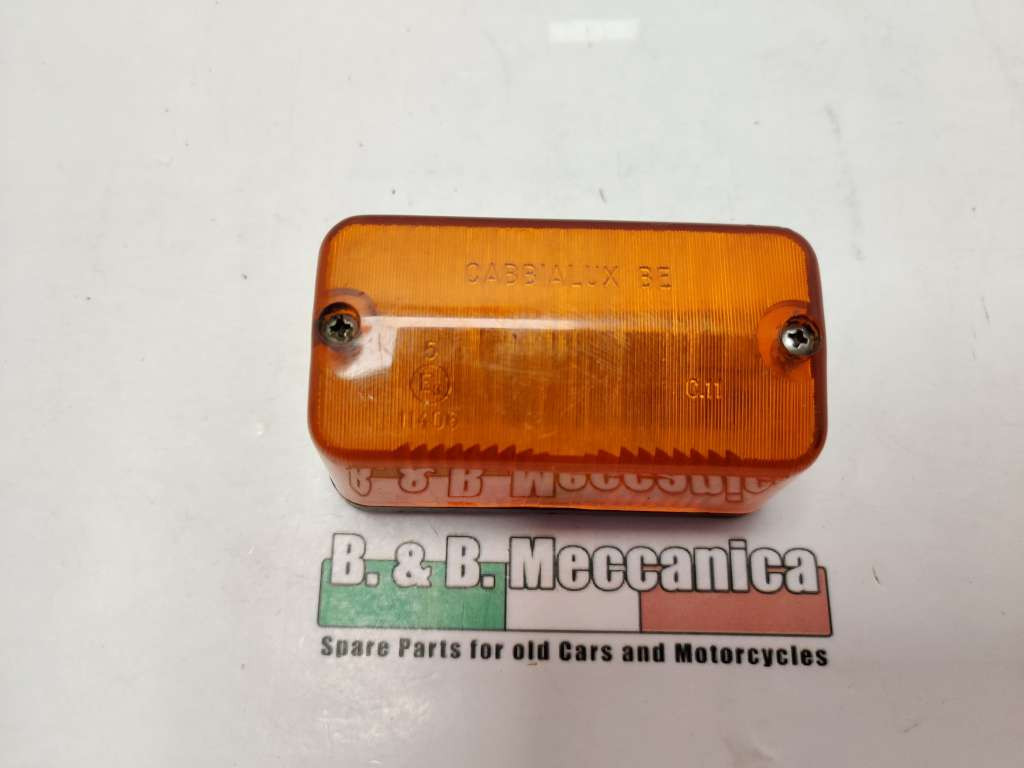 CABBIALUX BE
5
C.11
11406
B. & B. Meccanica
Spare Parts for old Cars and Motorcycles